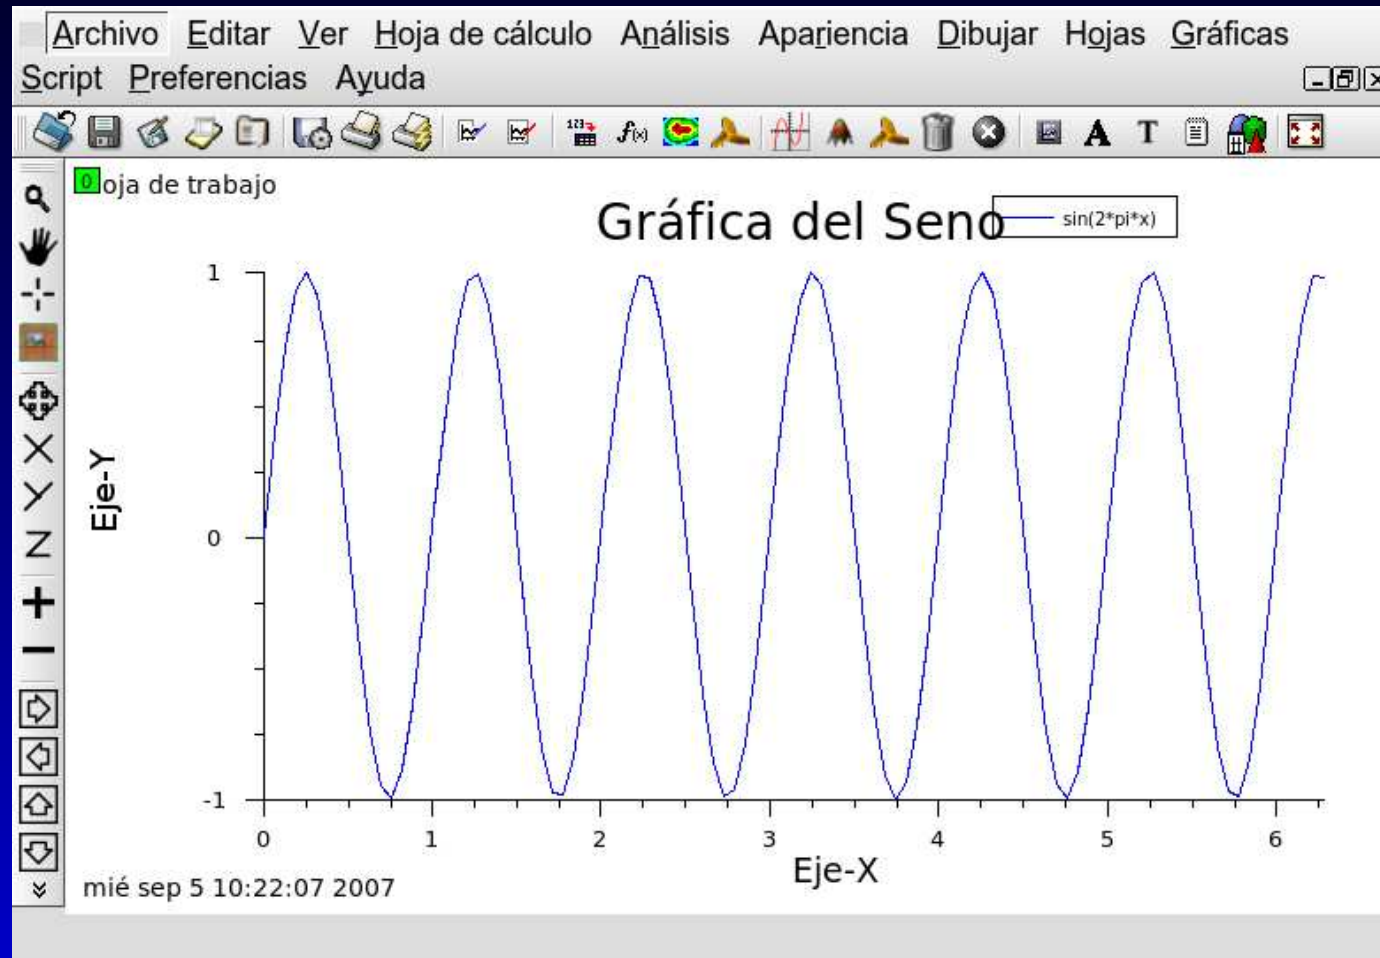 Archivo Editar Ver Hoja de cálculo Análisis Apariencia Dibujar Hojas Gráficas
Script Preferencias Ayuda
123 f(x) A T
0 oja de trabajo
Gráfica del Seno
sin(2*pi*x)
X
Y
Z
Eje-Y
1
0
-1
0 1 2 3 4 5 6
Eje-X
mié sep 5 10:22:07 2007